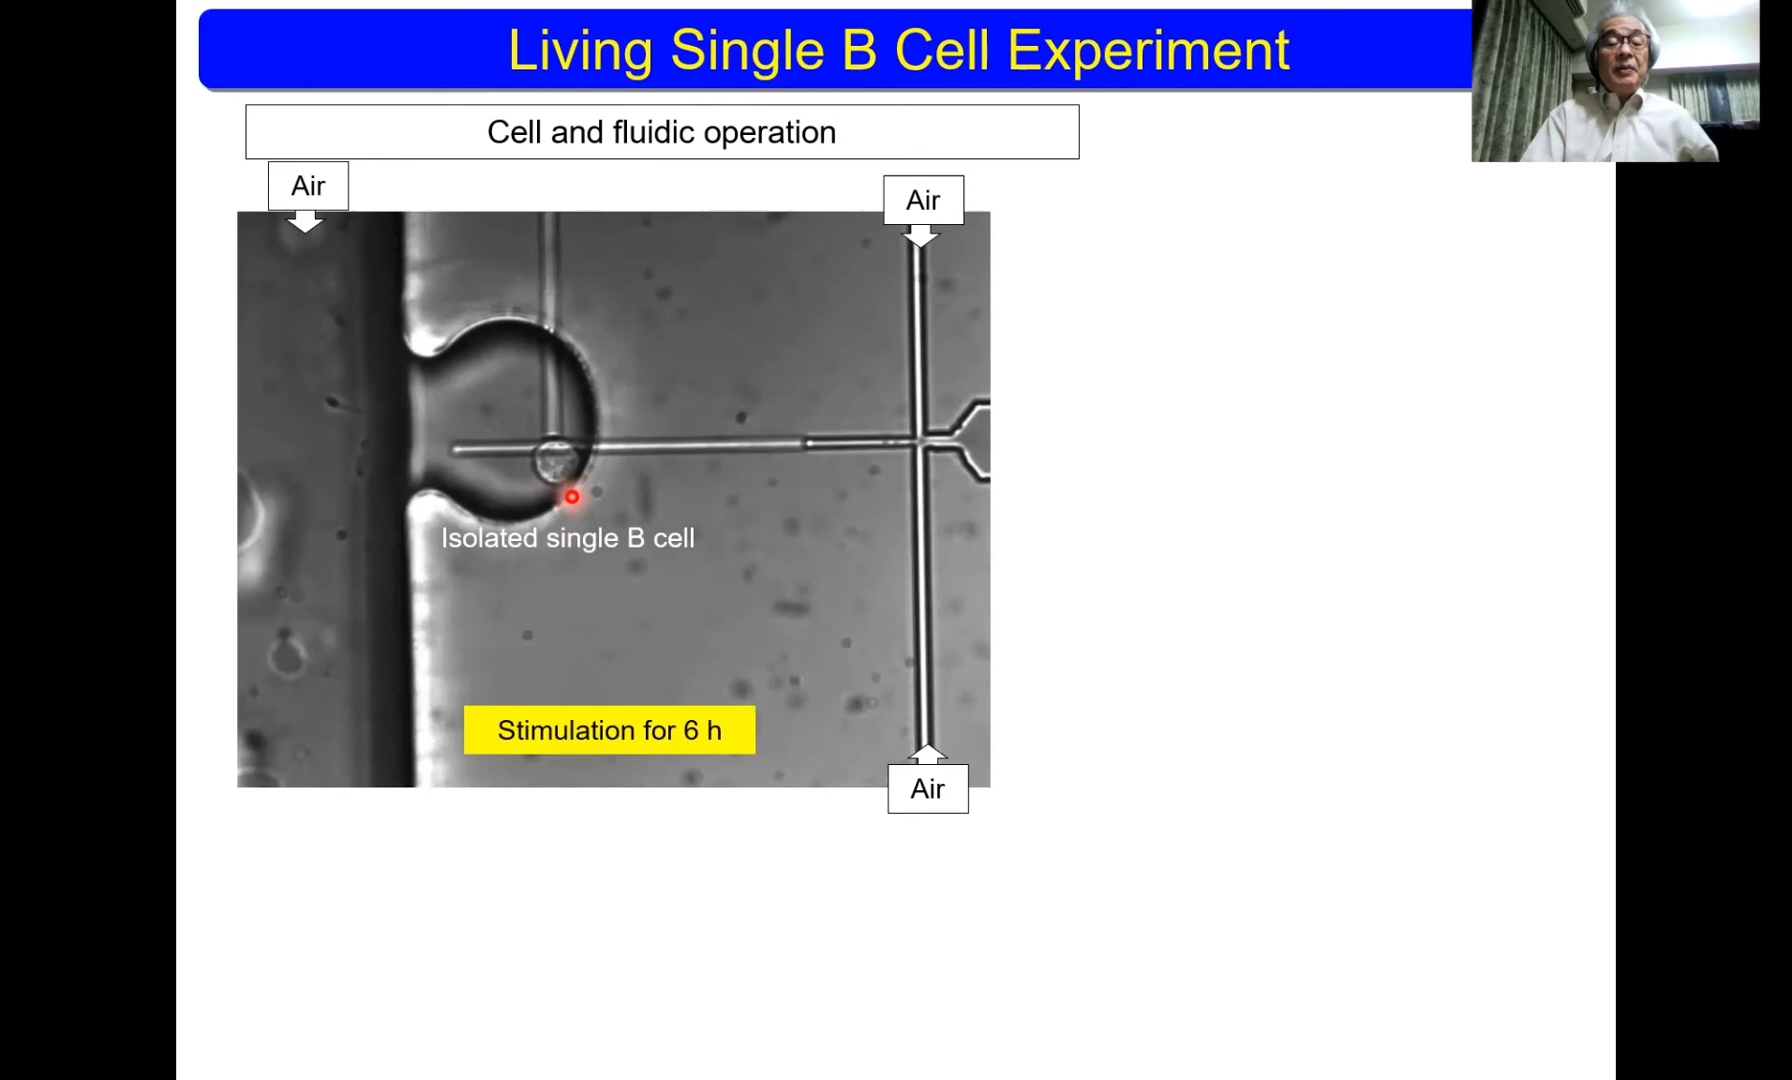 Living Single B Cell Experiment
Cell and fluidic operation
Air
Air
Isolated single B cell
Stimulation for 6 h
Air